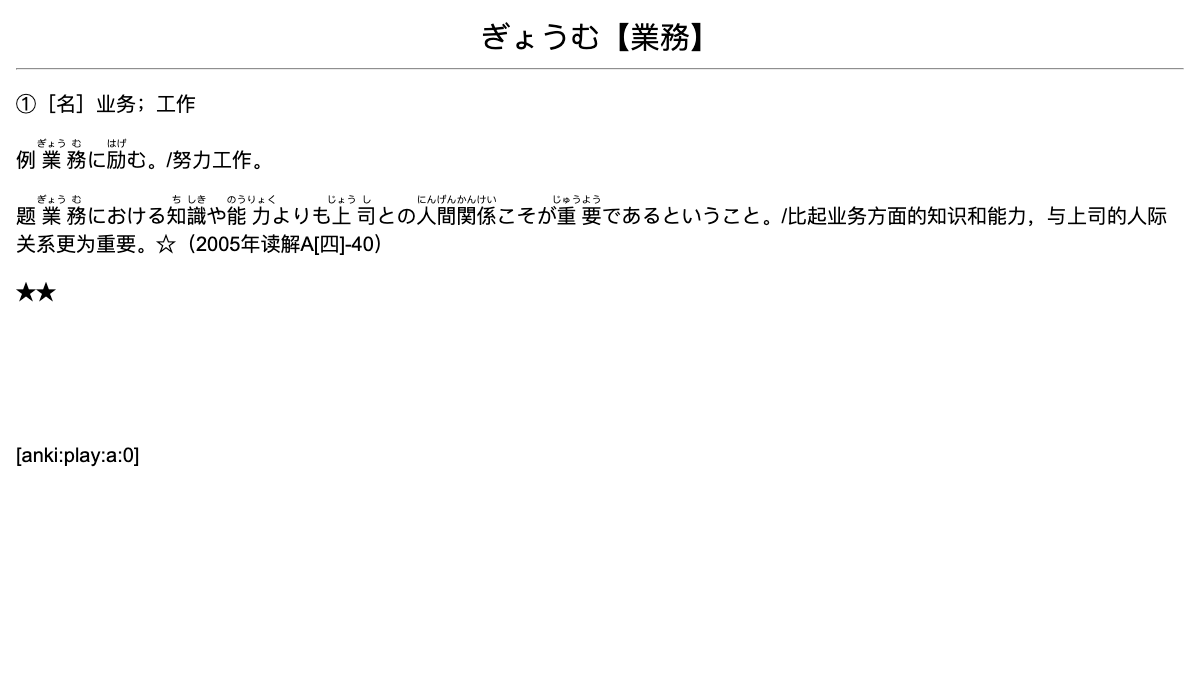 ぎょうむ【業務】
①［名］业务；工作
ぎょう む はげ
例 業 務に励む。/努力工作。
ぎょう む ち しき のうりょく じょう し にんげんかんけい じゅうよう
题 業 務における知識や能 力よりも上 司との人間関係こそが重 要であるということ。/比起业务方面的知识和能力，与上司的人际
关系更为重要。☆（2005年读解A[四]-40）
★★
[anki:play:a:0]